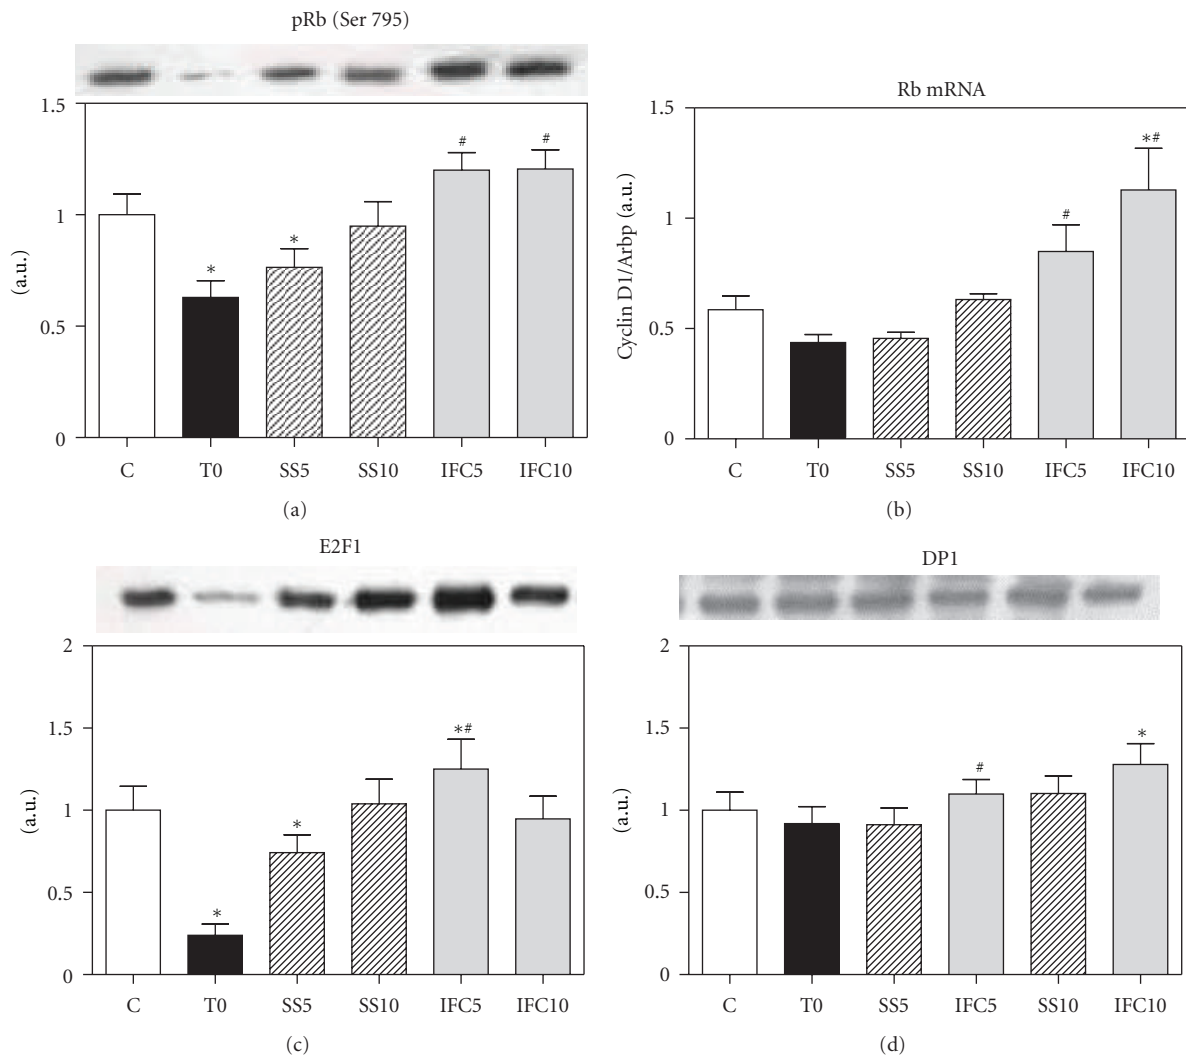 pRb (Ser 795)
1.5
1
0.5
0
(a.u.)
*
*
#
#
C T0 SS5 SS10 IFC5 IFC10
(a)
Rb mRNA
1.5
1
0.5
0
Cyclin D1/Arbp (a.u.)
#
*#
C T0 SS5 SS10 IFC5 IFC10
(b)
E2F1
2
1.5
1
0.5
0
(a.u.)
*
*
*#
C T0 SS5 SS10 IFC5 IFC10
(c)
DP1
2
1.5
1
0.5
0
(a.u.)
#
*
C T0 SS5 IFC5 SS10 IFC10
(d)